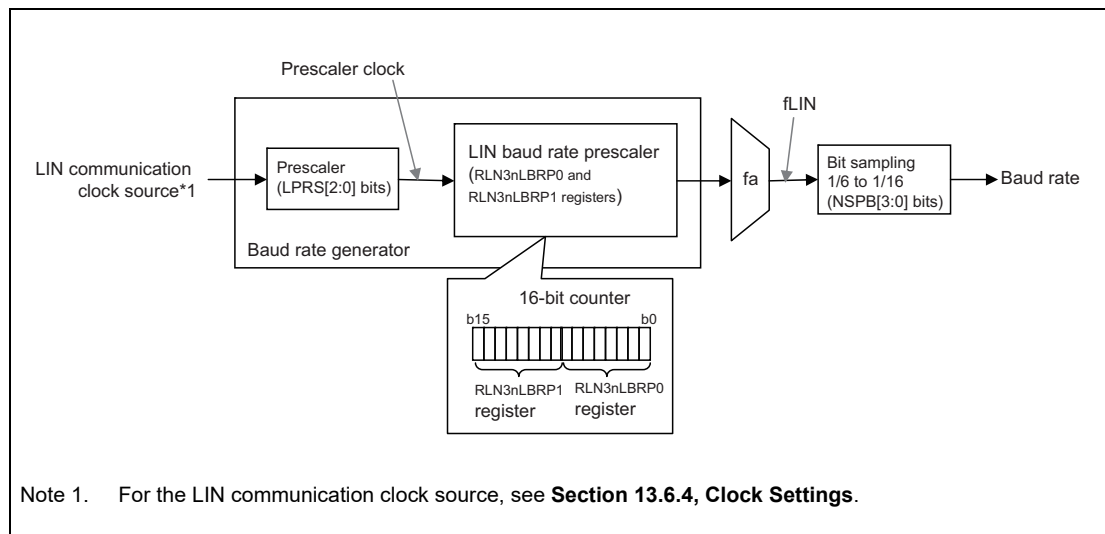 Prescaler clock
fLIN
LIN communication
clock source*1
Prescaler
(LPRS[2:0] bits)
LIN baud rate prescaler
(RLN3nLBRP0 and
RLN3nLBRP1 registers)
fa
Bit sampling
1/6 to 1/16
(NSPB[3:0] bits)
Baud rate
Baud rate generator
16-bit counter
b15 b0
RLN3nLBRP1 RLN3nLBRP0
register register
Note 1. For the LIN communication clock source, see Section 13.6.4, Clock Settings.